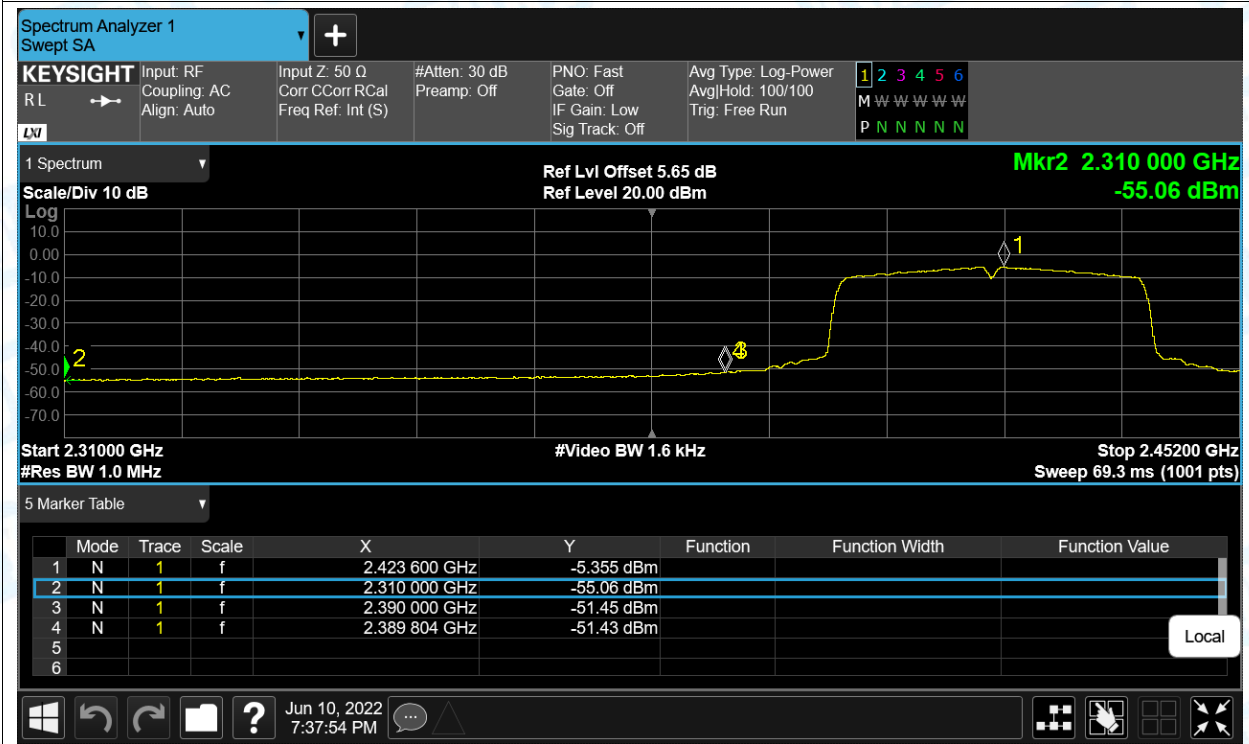 Spectrum Analyzer 1
Swept SA
KEYSIGHT
R L
LXI
Input: RF
Coupling: AC
Align: Auto
Input Z: 50 Ω
Corr CCorr RCal
Freq Ref: Int (S)
#Atten: 30 dB
Preamp: Off
PNO: Fast
Gate: Off
IF Gain: Low
Sig Track: Off
Avg Type: Log-Power
Avg|Hold: 100/100
Trig: Free Run
1 2 3 4 5 6
M W W W W W
P N N N N N
1 Spectrum
Scale/Div 10 dB
Ref Lvl Offset 5.65 dB
Ref Level 20.00 dBm
Mkr2 2.310 000 GHz
-55.06 dBm
Log
10.0
0.00
-10.0
-20.0
-30.0
-40.0
-50.0
-60.0
-70.0
1
2
4
3
Start 2.31000 GHz
#Video BW 1.6 kHz
Stop 2.45200 GHz
#Res BW 1.0 MHz
Sweep 69.3 ms (1001 pts)
5 Marker Table
Mode Trace Scale X Y Function Function Width Function Value
1 N 1 f 2.423 600 GHz -5.355 dBm
2 N 1 f 2.310 000 GHz -55.06 dBm
3 N 1 f 2.390 000 GHz -51.45 dBm
4 N 1 f 2.389 804 GHz -51.43 dBm
5
6
Local
?
Jun 10, 2022
7:37:54 PM